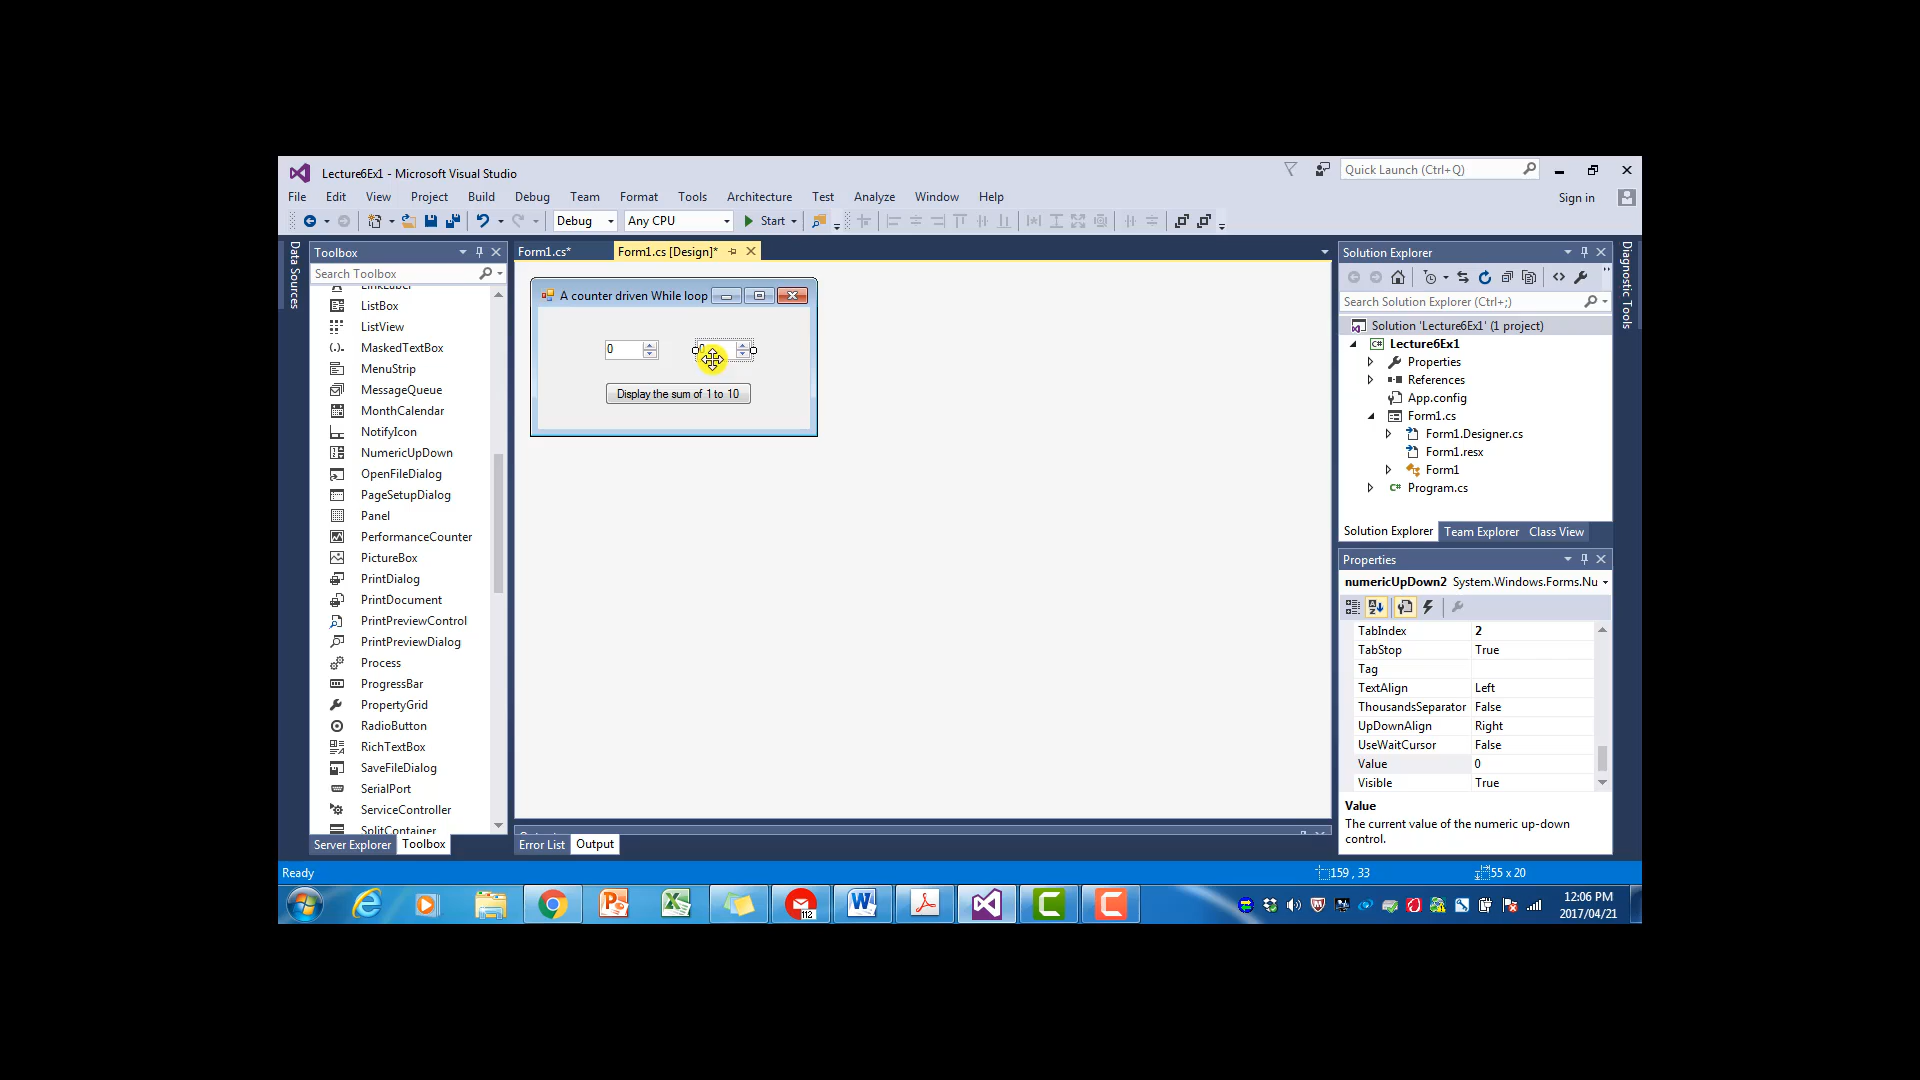 Lecture6Ex1 - Microsoft Visual Studio
Quick Launch (Ctrl+Q)
File Edit View Project Build Debug Team Format Tools Architecture Test Analyze Window Help
Sign in
Debug Any CPU Start
Data Sources
Toolbox
Search Toolbox
LinkLabel
ListBox
ListView
MaskedTextBox
MenuStrip
MessageQueue
MonthCalendar
NotifyIcon
NumericUpDown
OpenFileDialog
PageSetupDialog
Panel
PerformanceCounter
PictureBox
PrintDialog
PrintDocument
PrintPreviewControl
PrintPreviewDialog
Process
ProgressBar
PropertyGrid
RadioButton
RichTextBox
SaveFileDialog
SerialPort
ServiceController
SplitContainer
Server Explorer Toolbox
Form1.cs* Form1.cs [Design]*
A counter driven While loop
0
Display the sum of 1 to 10
Error List Output
Solution Explorer
Search Solution Explorer (Ctrl+;)
Solution 'Lecture6Ex1' (1 project)
Lecture6Ex1
Properties
References
App.config
Form1.cs
Form1.Designer.cs
Form1.resx
Form1
Program.cs
Solution Explorer Team Explorer Class View
Diagnostic Tools
Properties
numericUpDown2 System.Windows.Forms.Nu
TabIndex 2
TabStop True
Tag
TextAlign Left
ThousandsSeparator False
UpDownAlign Right
UseWaitCursor False
Value 0
Visible True
Value
The current value of the numeric up-down
control.
Ready 159 , 33 55 x 20
112
12:06 PM
2017/04/21